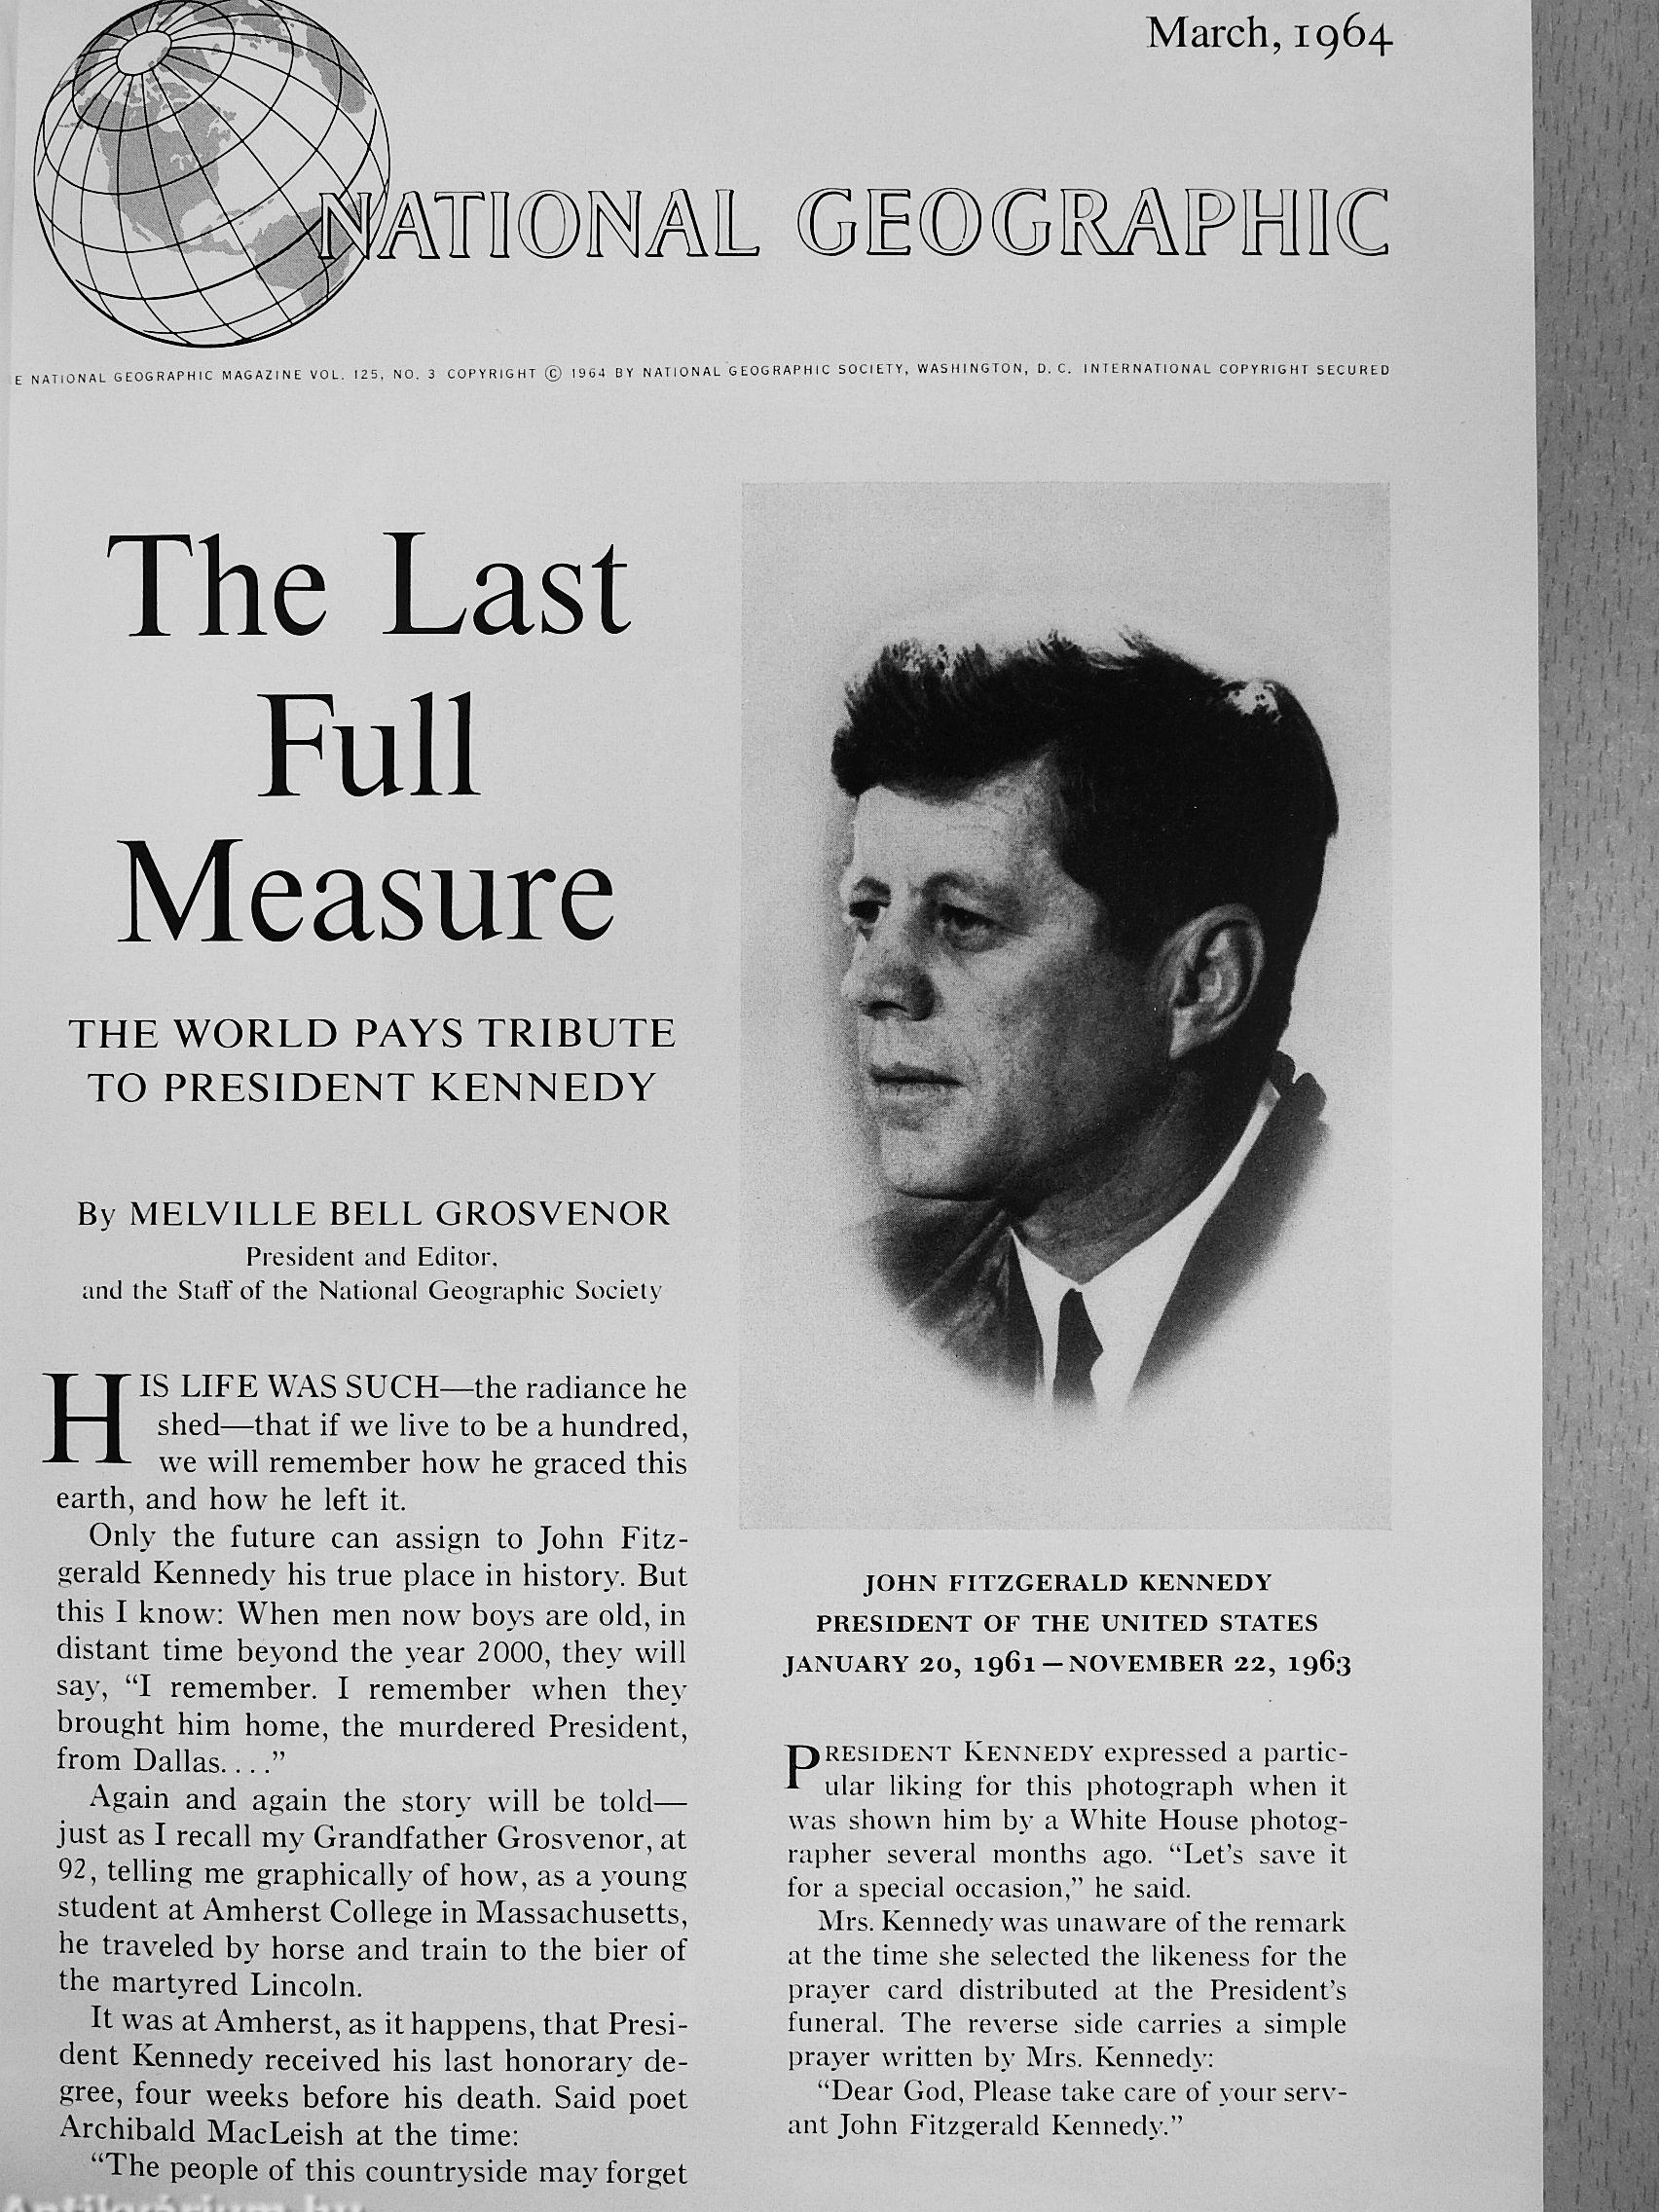 March, 1964
NATIONAL GEOGRAPHIC
NATIONAL GEOGRAPHIC MAGAZINE VOL. 125, NO. 3 COPYRIGHT © 1964 BY NATIONAL GEOGRAPHIC SOCIETY, WASHINGTON, D. C. INTERNATIONAL COPYRIGHT SECURED
The Last
Full
Measure
THE WORLD PAYS TRIBUTE
TO PRESIDENT KENNEDY
By MELVILLE BELL GROSVENOR
President and Editor,
and the Staff of the National Geographic Society
HIS LIFE WAS SUCH—the radiance he
shed—that if we live to be a hundred,
we will remember how he graced this
earth, and how he left it.
Only the future can assign to John Fitz-
gerald Kennedy his true place in history. But
this I know: When men now boys are old, in
distant time beyond the year 2000, they will
say, “I remember. I remember when they
brought him home, the murdered President,
from Dallas. . . .”
Again and again the story will be told—
just as I recall my Grandfather Grosvenor, at
92, telling me graphically of how, as a young
student at Amherst College in Massachusetts,
he traveled by horse and train to the bier of
the martyred Lincoln.
It was at Amherst, as it happens, that Presi-
dent Kennedy received his last honorary de-
gree, four weeks before his death. Said poet
Archibald MacLeish at the time:
“The people of this countryside may forget
JOHN FITZGERALD KENNEDY
PRESIDENT OF THE UNITED STATES
JANUARY 20, 1961—NOVEMBER 22, 1963
PRESIDENT KENNEDY expressed a partic-
ular liking for this photograph when it
was shown him by a White House photog-
rapher several months ago. “Let’s save it
for a special occasion,” he said.
Mrs. Kennedy was unaware of the remark
at the time she selected the likeness for the
prayer card distributed at the President’s
funeral. The reverse side carries a simple
prayer written by Mrs. Kennedy:
“Dear God, Please take care of your serv-
ant John Fitzgerald Kennedy.”
Antikvárium.hu